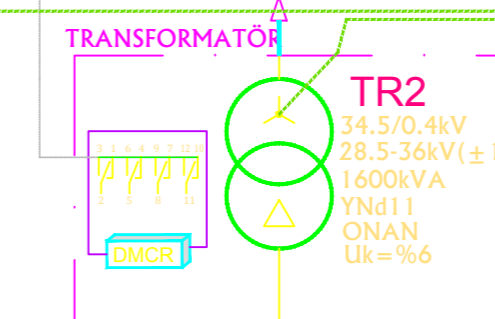 TRANSFORMATÖR
TR2
34.5/0.4kV
28.5-36kV(±1
1600kVA
YNd11
ONAN
Uk=%6
3 1 6 4 9 7 12 10
2 5 8 11
DMCR